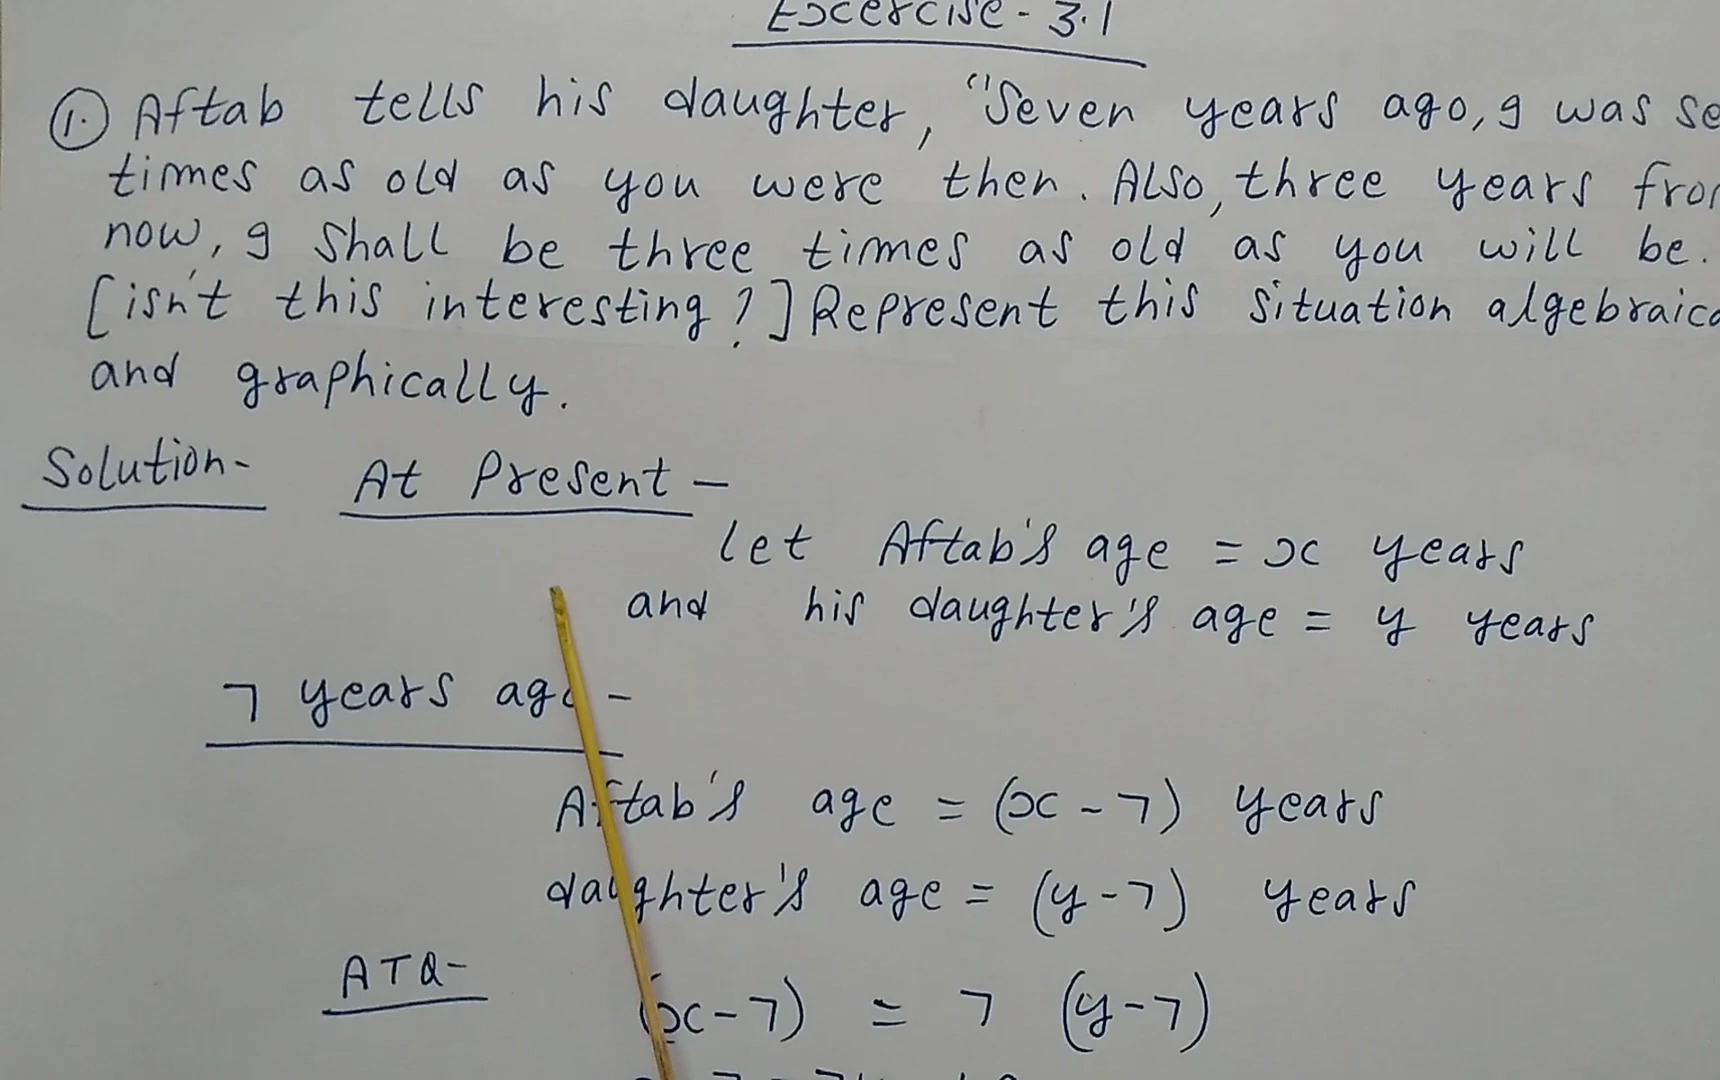 Excercise - 3.1
1. Aftab tells his daughter, "Seven years ago, I was se
times as old as you were then. Also, three years fro
now, I shall be three times as old as you will be.
[isn't this interesting?] Represent this situation algebraica
and graphically.
Solution- At Present -
let Aftab's age = x years
and his daughter's age = y years
7 years ago -
Aftab's age = (x - 7) years
daughter's age = (y - 7) years
ATQ-
(x - 7) = 7 (y - 7)